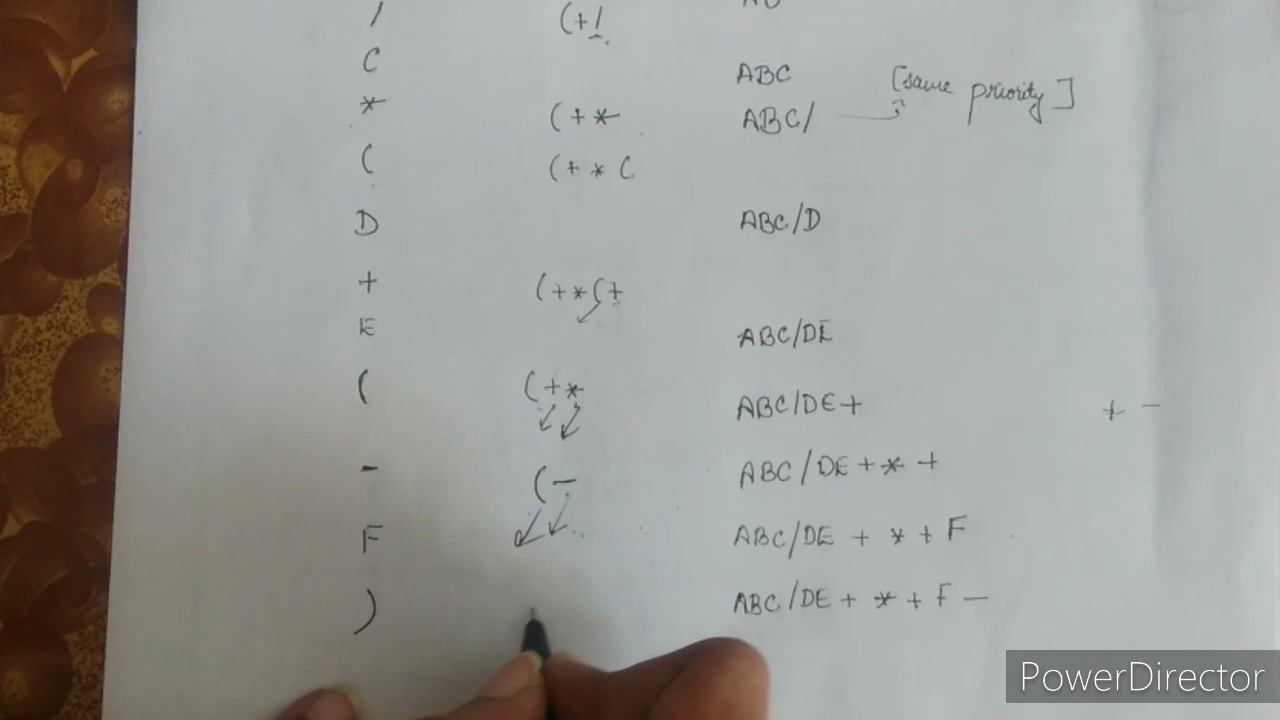 / (+/
C ABC [same priority]
* (+* ABC/
( (+*(
D ABC/D
+ (+*(+
E ABC/DE
( (+* ABC/DE+ + -
- (- ABC/DE+*+
F ABC/DE+*+F
) ABC/DE+*+F-
PowerDirector